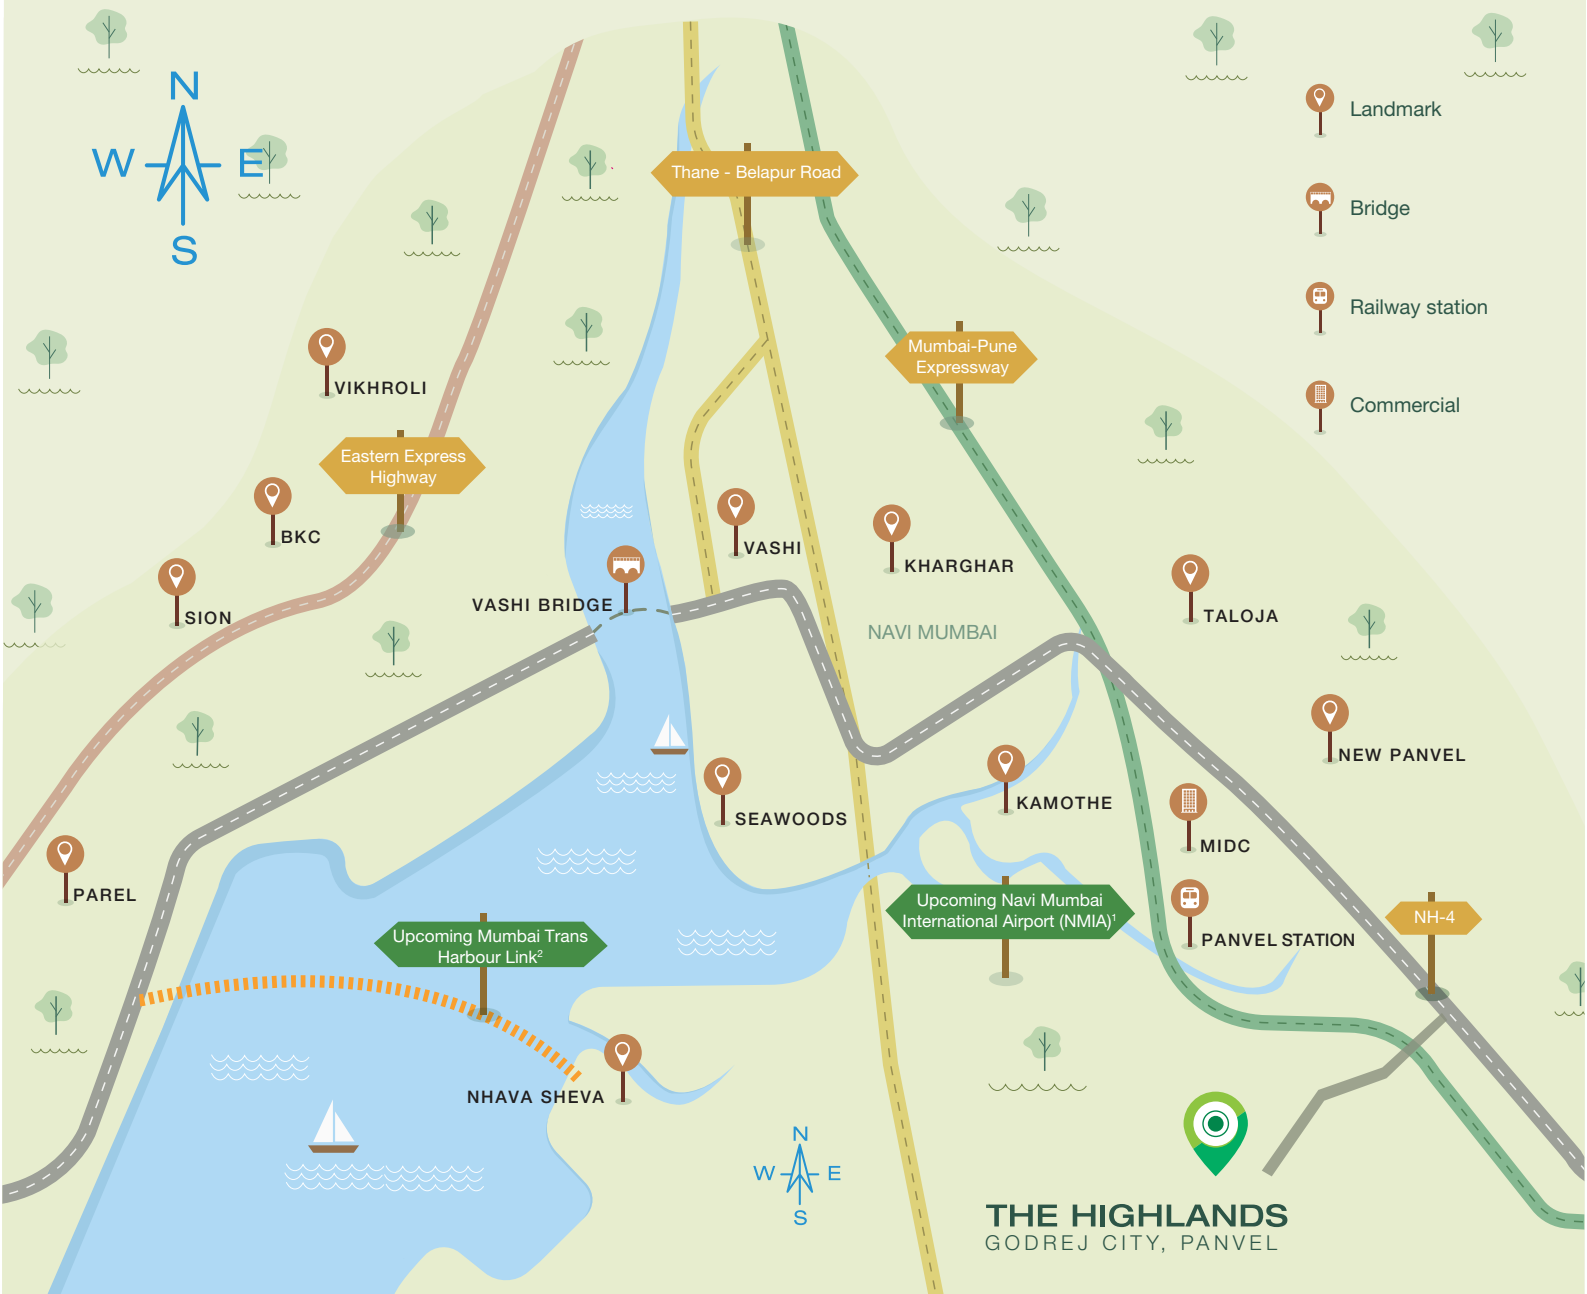 N
W E
S
Landmark
Bridge
Railway station
Commercial
Thane - Belapur Road
Mumbai-Pune
Expressway
VIKHROLI
Eastern Express
Highway
BKC
VASHI
KHARGHAR
SION
VASHI BRIDGE
TALOJA
NAVI MUMBAI
NEW PANVEL
SEAWOODS
KAMOTHE
MIDC
PAREL
Upcoming Navi Mumbai
International Airport (NMIA)¹
NH-4
Upcoming Mumbai Trans
Harbour Link²
PANVEL STATION
NHAVA SHEVA
N
W E
S
THE HIGHLANDS
GODREJ CITY, PANVEL